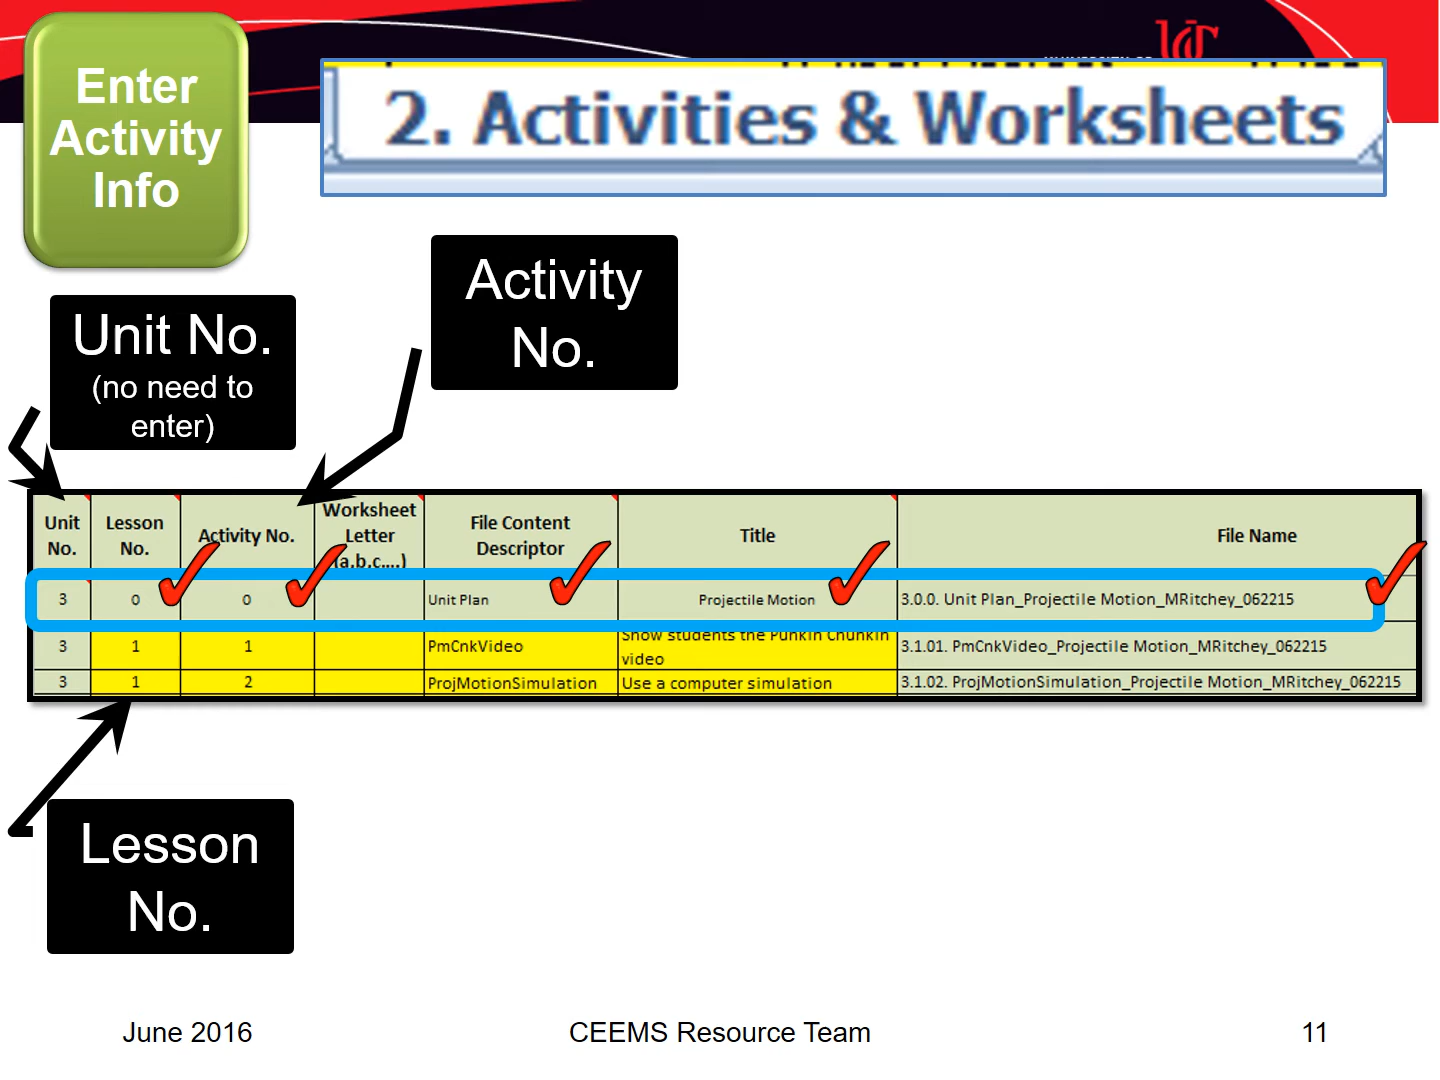 Enter
Activity
Info
2. Activities & Worksheets
Activity
No.
Unit No.
(no need to
enter)
Unit
No.
Lesson
No.
Activity No.
Worksheet
Letter
(a,b,c....)
File Content
Descriptor
Title
File Name
3 0 0 Unit Plan Projectile Motion 3.0.0. Unit Plan_Projectile Motion_MRitchey_062215
3 1 1 PmCnkVideo Show students the Punkin Chunkin
video 3.1.01. PmCnkVideo_Projectile Motion_MRitchey_062215
3 1 2 ProjMotionSimulation Use a computer simulation 3.1.02. ProjMotionSimulation_Projectile Motion_MRitchey_062215
Lesson
No.
June 2016 CEEMS Resource Team 11